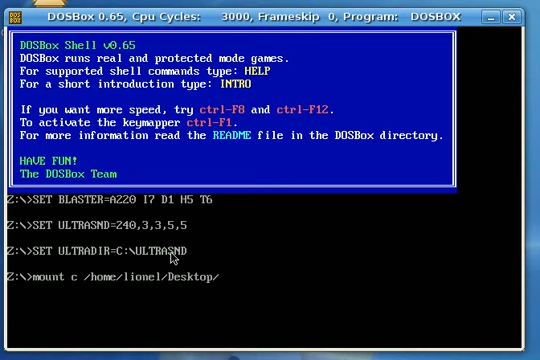 DOSBox 0.65, Cpu Cycles: 3000, Frameskip 0, Program: DOSBOX
DOSBox Shell v0.65
DOSBox runs real and protected mode games.
For supported shell commands type: HELP
For a short introduction type: INTRO
If you want more speed, try ctrl-F8 and ctrl-F12.
To activate the keymapper ctrl-F1.
For more information read the README file in the DOSBox directory.
HAVE FUN!
The DOSBox Team
Z:\>SET BLASTER=A220 I7 D1 H5 T6
Z:\>SET ULTRASND=240,3,3,5,5
Z:\>SET ULTRADIR=C:\ULTRASND
Z:\>mount c /home/lionel/Desktop/